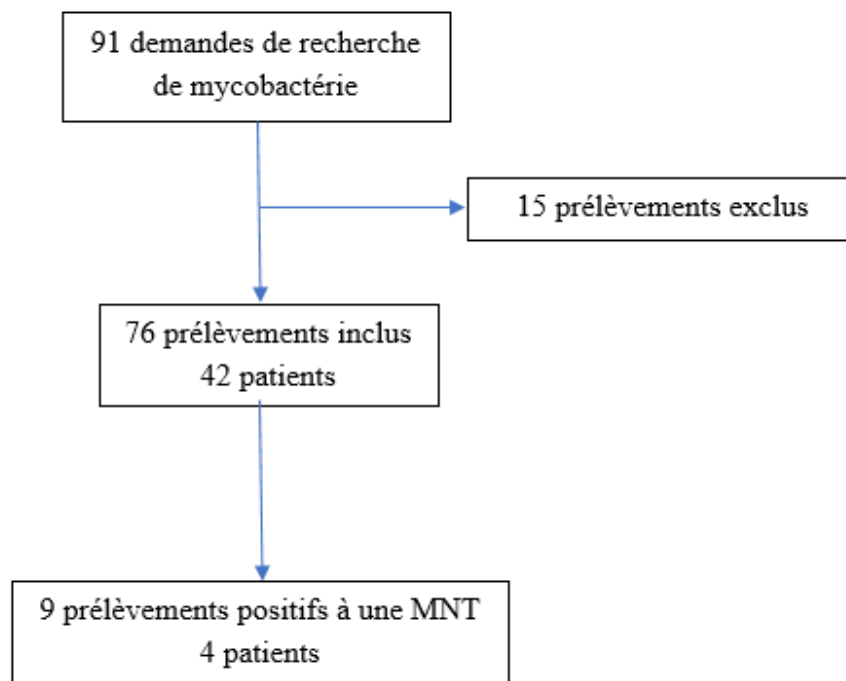 91 demandes de recherche
de mycobactérie
15 prélèvements exclus
76 prélèvements inclus
42 patients
9 prélèvements positifs à une MNT
4 patients